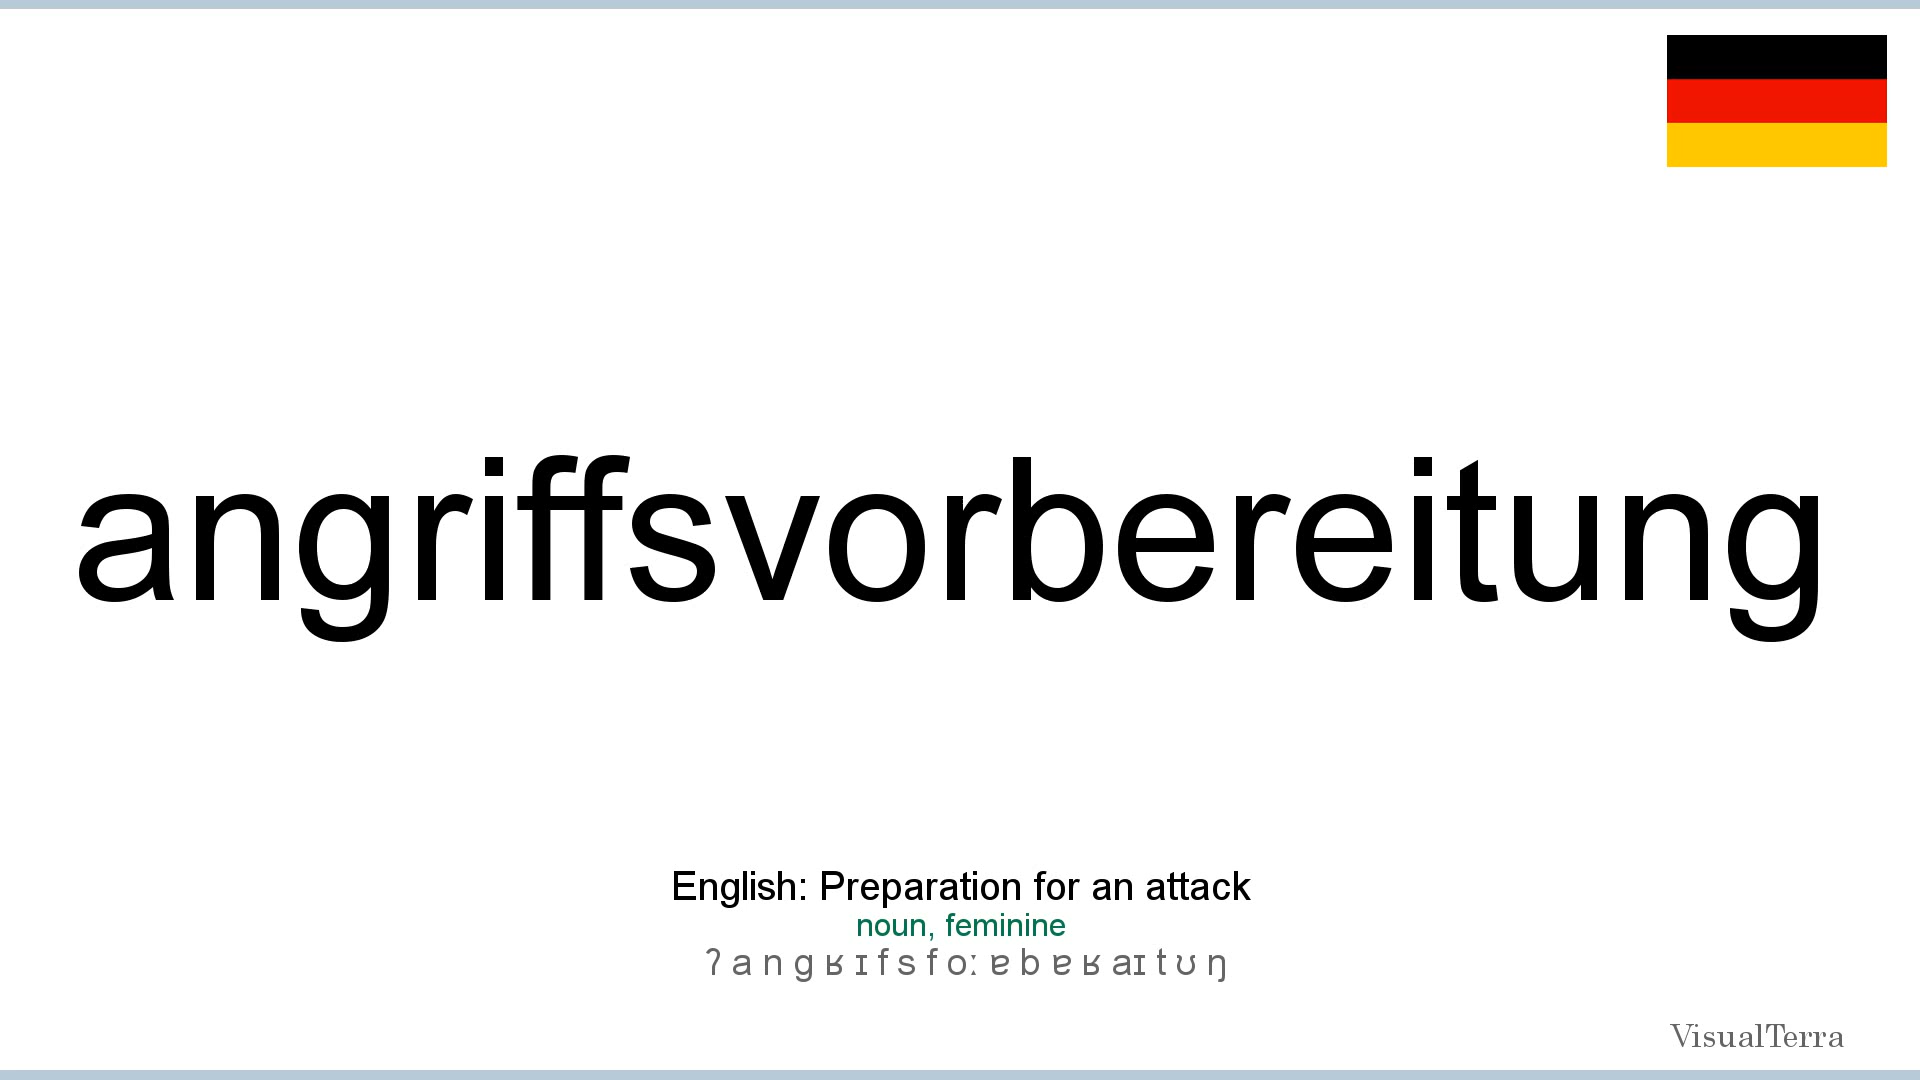 angriffsvorbereitung
English: Preparation for an attack
noun, feminine
ʔ a n g ʁ ɪ f s f oː ɐ b ɐ ʁ aɪ t ʊ ŋ
VisualTerra